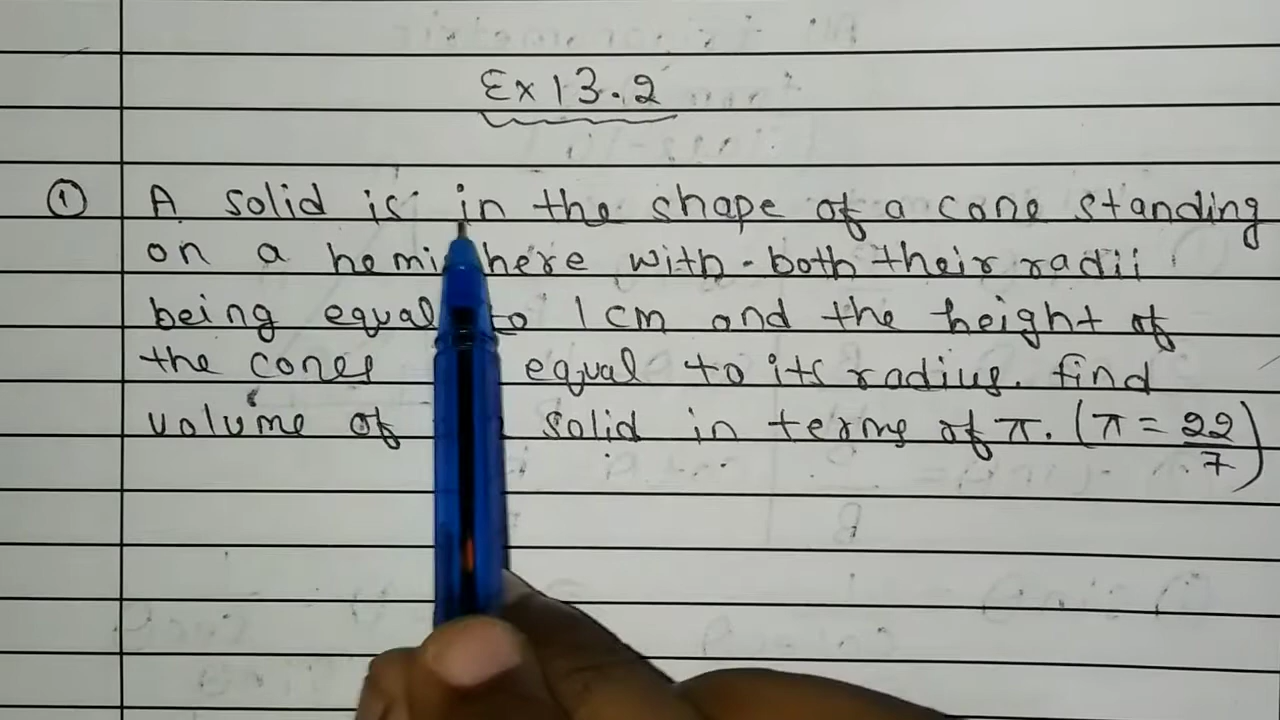 Ex 13.2
① A solid is in the shape of a cone standing
on a hemi here with both their radii
being equal to 1 cm and the height of
the cones equal to its radius. find
volume of solid in terms of π. (π = 22/7)